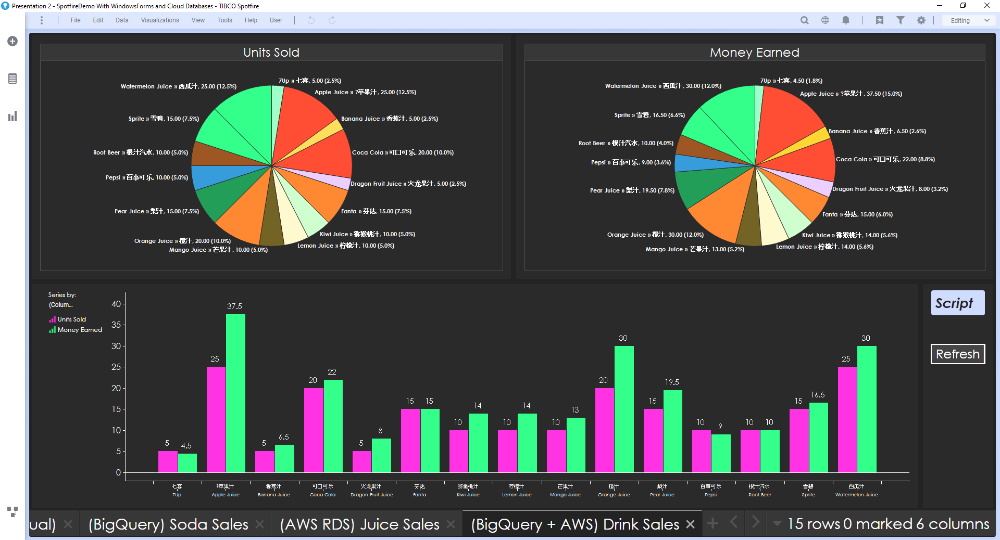 Presentation 2 - SpotfireDemo With WindowsForms and Cloud Databases - TIBCO Spotfire
File Edit Data Visualizations View Tools Help User Editing
Units Sold
7Up » 七喜, 5.00 (2.5%)
Apple Juice » ?苹果汁, 25.00 (12.5%)
Banana Juice » 香蕉汁, 5.00 (2.5%)
Coca Cola » 可口可乐, 20.00 (10.0%)
Dragon Fruit Juice » 火龙果汁, 5.00 (2.5%)
Fanta » 芬达, 15.00 (7.5%)
Kiwi Juice » 猕猴桃汁, 10.00 (5.0%)
Lemon Juice » 柠檬汁, 10.00 (5.0%)
Mango Juice » 芒果汁, 10.00 (5.0%)
Orange Juice » 橙汁, 20.00 (10.0%)
Pear Juice » 梨汁, 15.00 (7.5%)
Pepsi » 百事可乐, 10.00 (5.0%)
Root Beer » 根汁汽水, 10.00 (5.0%)
Sprite » 雪碧, 15.00 (7.5%)
Watermelon Juice » 西瓜汁, 25.00 (12.5%)
Money Earned
7Up » 七喜, 4.50 (1.8%)
Apple Juice » ?苹果汁, 37.50 (15.0%)
Banana Juice » 香蕉汁, 6.50 (2.6%)
Coca Cola » 可口可乐, 22.00 (8.8%)
Dragon Fruit Juice » 火龙果汁, 8.00 (3.2%)
Fanta » 芬达, 15.00 (6.0%)
Kiwi Juice » 猕猴桃汁, 14.00 (5.6%)
Lemon Juice » 柠檬汁, 14.00 (5.6%)
Mango Juice » 芒果汁, 13.00 (5.2%)
Orange Juice » 橙汁, 30.00 (12.0%)
Pear Juice » 梨汁, 19.50 (7.8%)
Pepsi » 百事可乐, 9.00 (3.6%)
Root Beer » 根汁汽水, 10.00 (4.0%)
Sprite » 雪碧, 16.50 (6.6%)
Watermelon Juice » 西瓜汁, 30.00 (12.0%)
Series by:
(Colum...
Units Sold
Money Earned
40
35
30
25
20
15
10
5
0
5 4.5 25 37.5 5 6.5 20 22 5 8 15 15 10 14 10 14 10 13 20 30 15 19.5 10 9 10 10 15 16.5 25 30
七喜 ?苹果汁 香蕉汁 可口可乐 火龙果汁 芬达 猕猴桃汁 柠檬汁 芒果汁 橙汁 梨汁 百事可乐 根汁汽水 雪碧 西瓜汁
7Up Apple Juice Banana Juice Coca Cola Dragon Fruit Juice Fanta Kiwi Juice Lemon Juice Mango Juice Orange Juice Pear Juice Pepsi Root Beer Sprite Watermelon Juice
Script
Refresh
ual) (BigQuery) Soda Sales (AWS RDS) Juice Sales (BigQuery + AWS) Drink Sales 15 rows 0 marked 6 columns